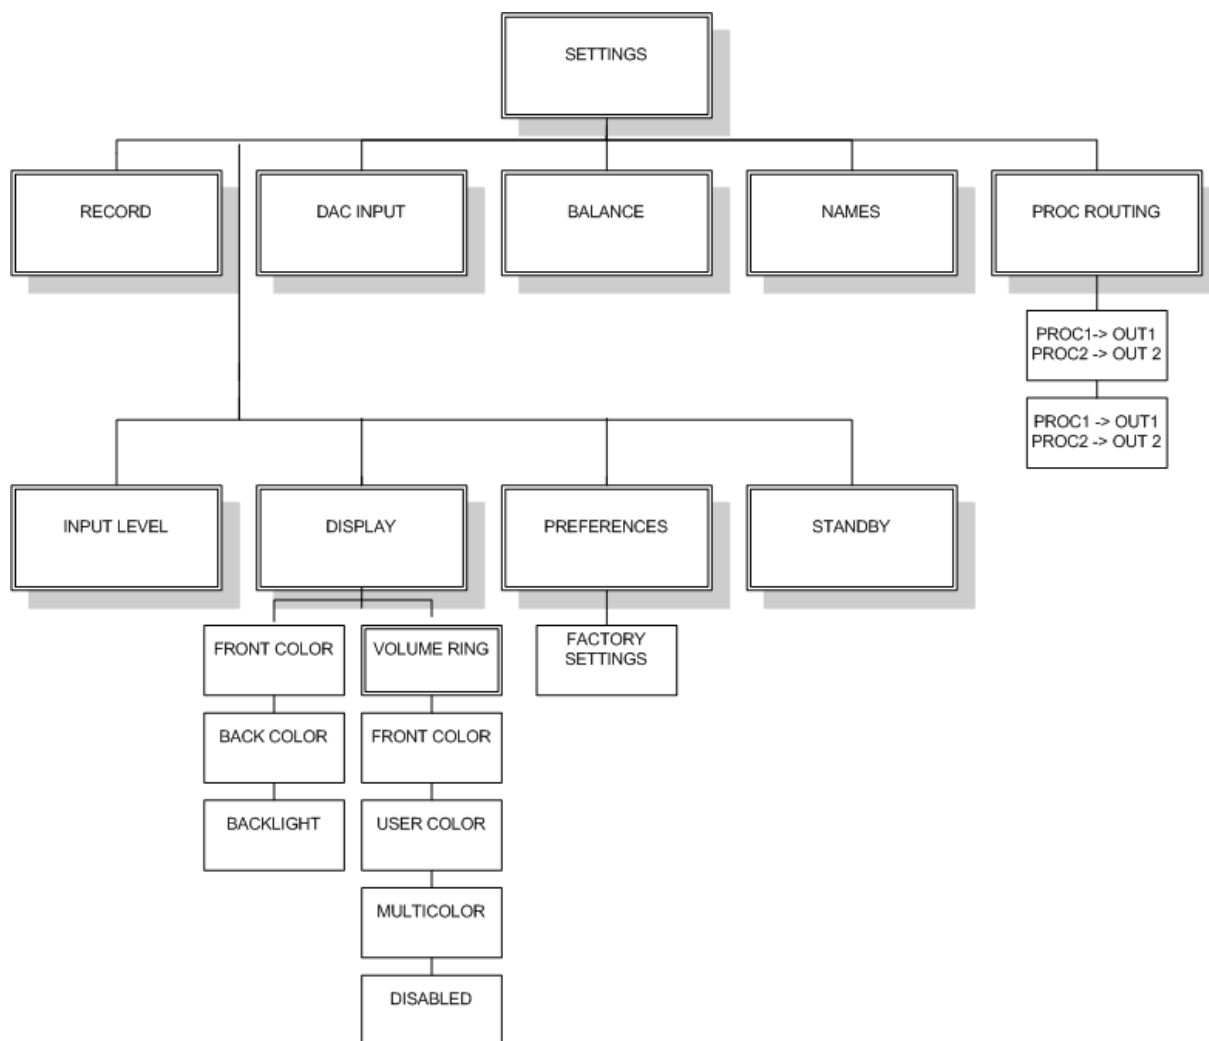 SETTINGS
RECORD
DAC INPUT
BALANCE
NAMES
PROC ROUTING
PROC1-> OUT1
PROC2 -> OUT 2
PROC1 -> OUT1
PROC2 -> OUT 2
INPUT LEVEL
DISPLAY
PREFERENCES
STANDBY
FRONT COLOR
VOLUME RING
FACTORY
SETTINGS
BACK COLOR
FRONT COLOR
BACKLIGHT
USER COLOR
MULTICOLOR
DISABLED